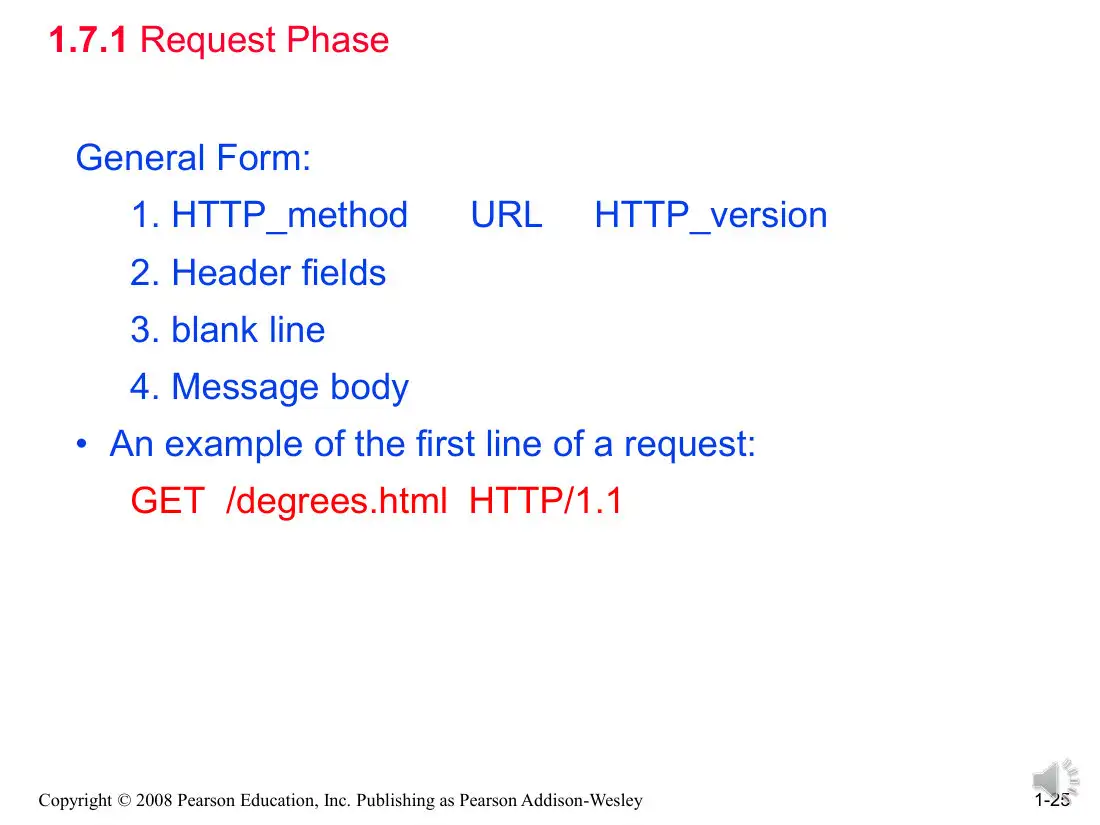 1.7.1 Request Phase
General Form:
1. HTTP_method URL HTTP_version
2. Header fields
3. blank line
4. Message body
• An example of the first line of a request:
GET /degrees.html HTTP/1.1
Copyright © 2008 Pearson Education, Inc. Publishing as Pearson Addison-Wesley
1-25